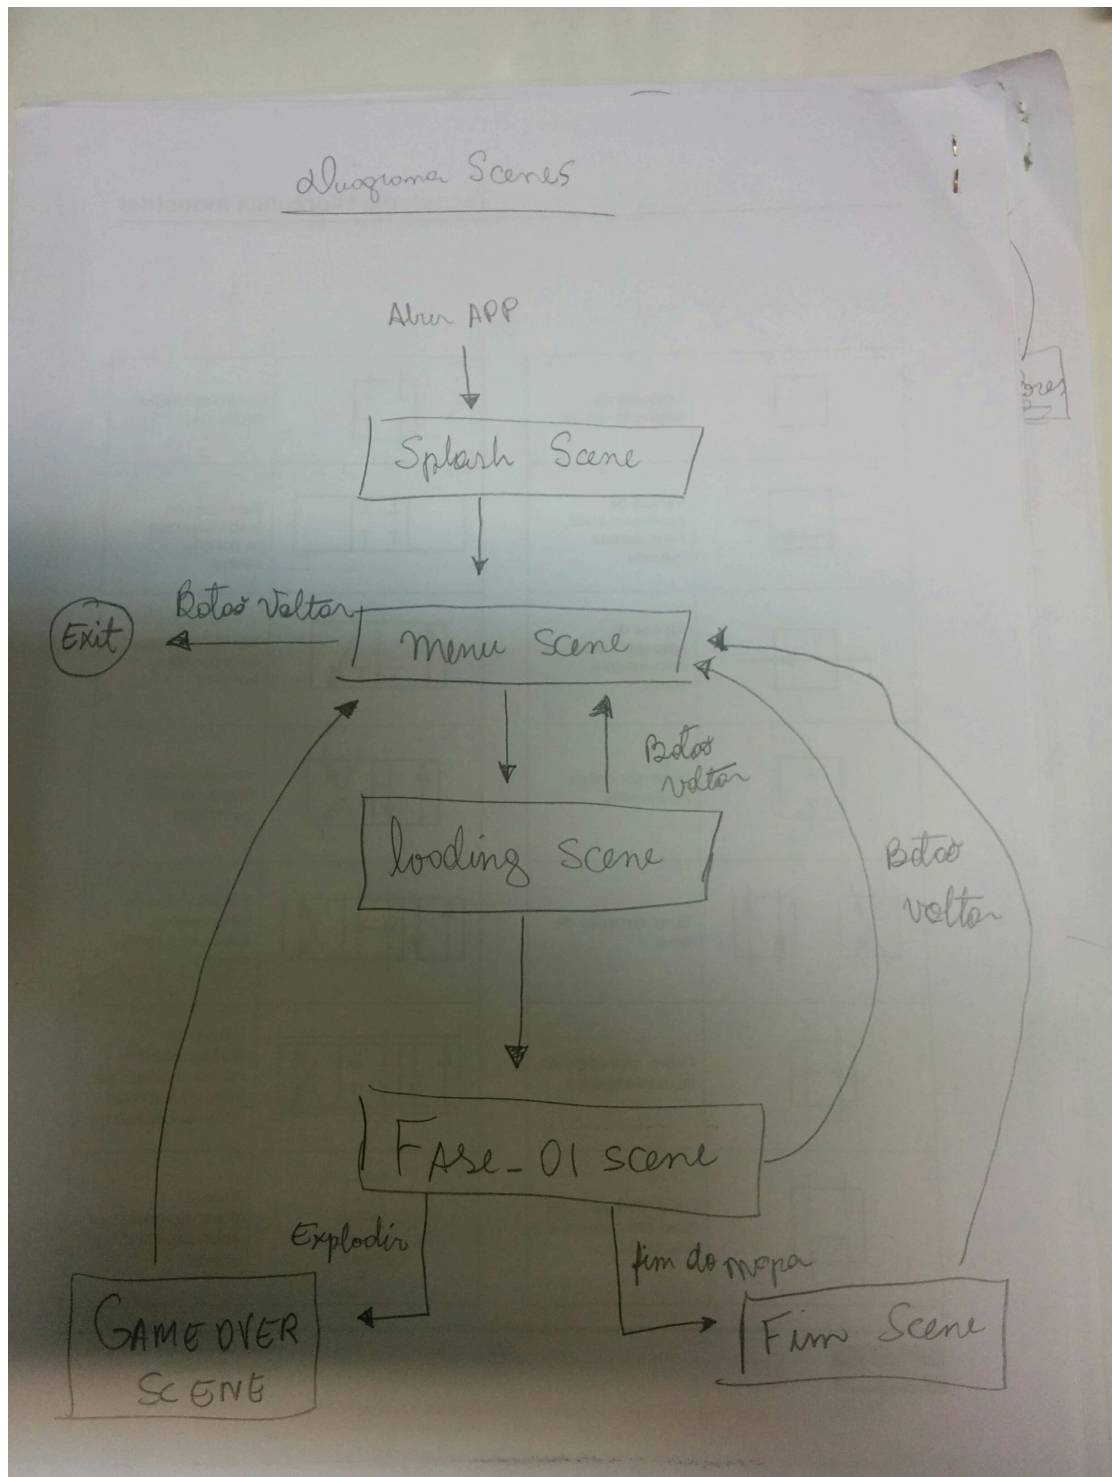 Diagrama Scenes
Abrir APP
Splash Scene
Botao Voltar
Exit
Menu Scene
Botao
voltar
loading Scene
Botao
voltar
FAse_01 scene
Explodir
fim do mapa
GAME OVER
SCENE
Fim Scene